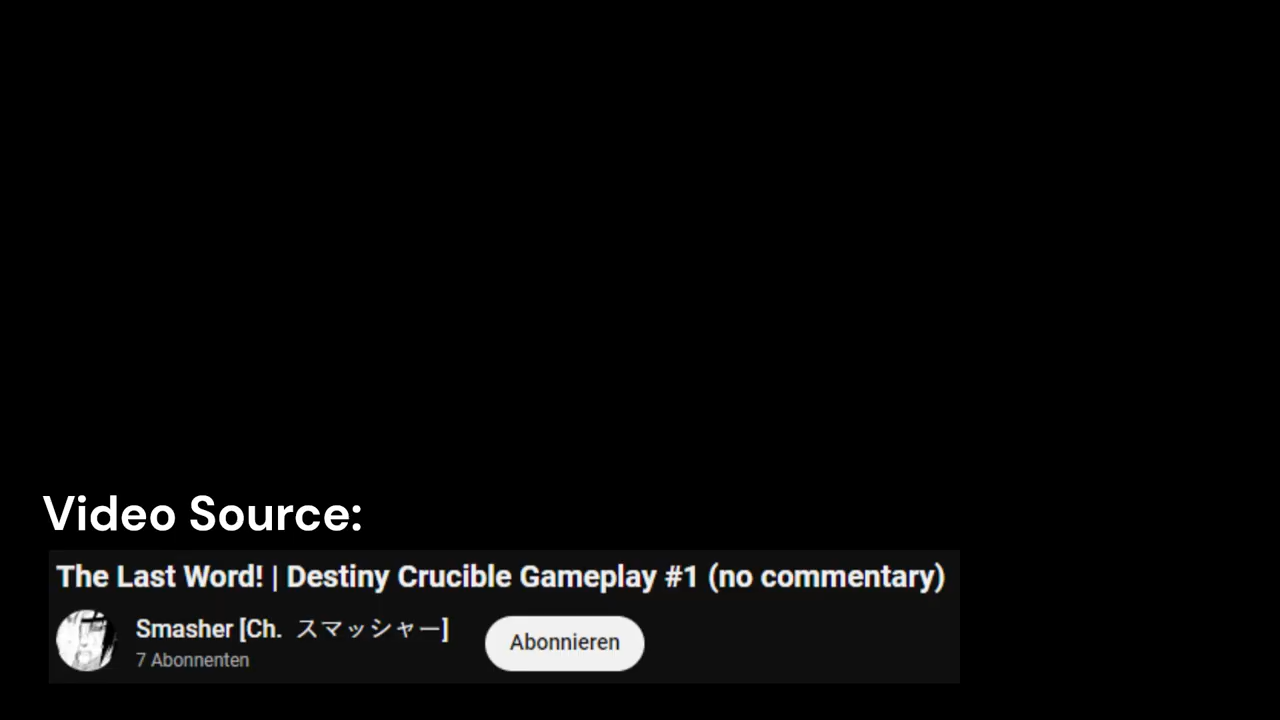 Video Source:
The Last Word! | Destiny Crucible Gameplay #1 (no commentary)
Smasher [Ch. スマッシャー]
Abonnieren
7 Abonnenten